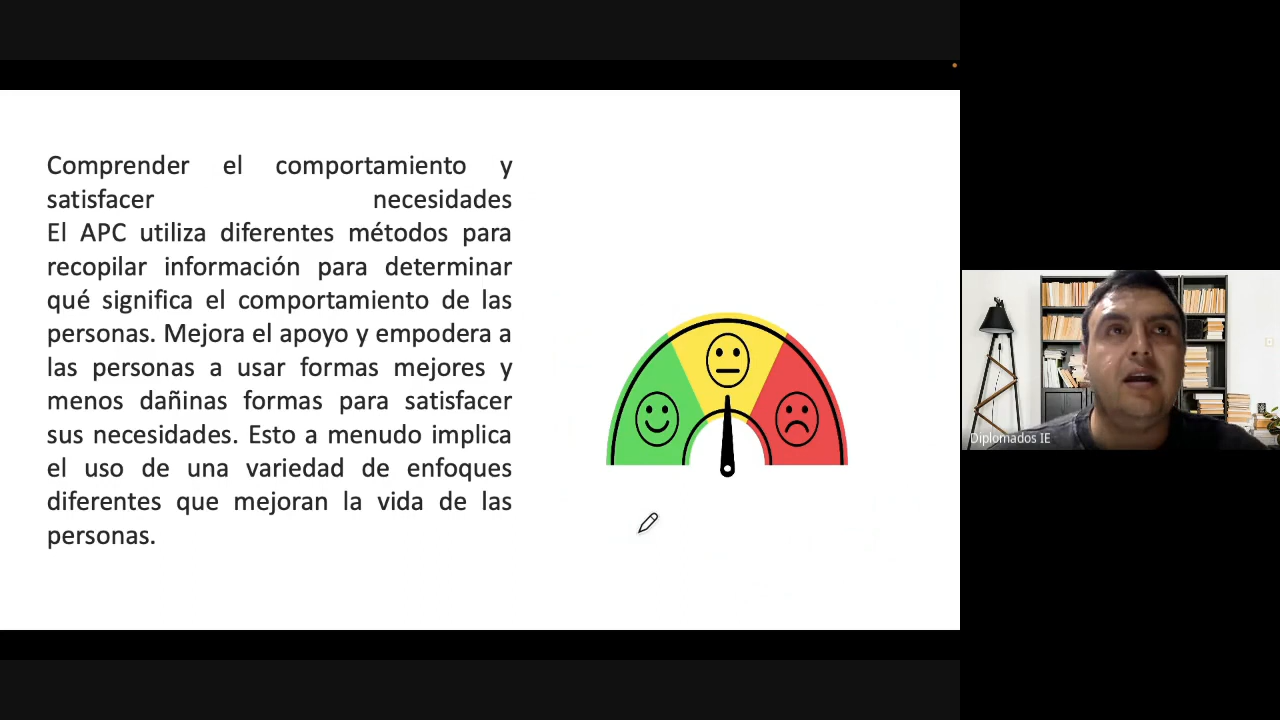 Comprender el comportamiento y
satisfacer necesidades
El APC utiliza diferentes métodos para
recopilar información para determinar
qué significa el comportamiento de las
personas. Mejora el apoyo y empodera a
las personas a usar formas mejores y
menos dañinas formas para satisfacer
sus necesidades. Esto a menudo implica
el uso de una variedad de enfoques
diferentes que mejoran la vida de las
personas.
Diplomados IE